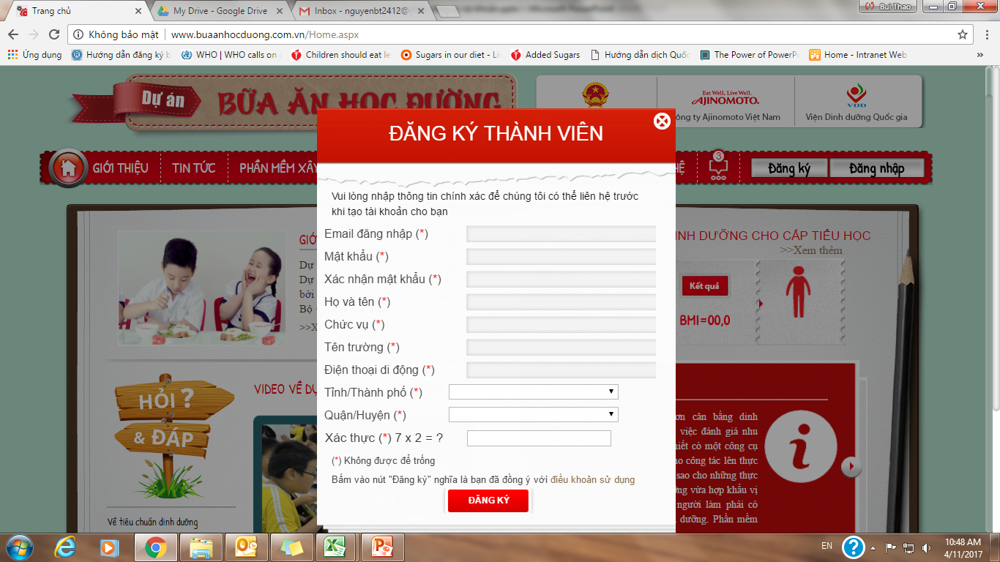 Trang chủ
My Drive - Google Drive
Inbox - nguyenbt2412@
Microsoft PowerPoint
Bui Thao
Không bảo mật
www.buaanhocduong.com.vn/Home.aspx
Ứng dụng
Hướng dẫn đăng ký b
WHO | WHO calls on
Children should eat le
Sugars in our diet - Li
Added Sugars
Hướng dẫn dịch Quốc
The Power of PowerP
Home - Intranet Web
»
Dự án
BỮA ĂN HỌC ĐƯỜNG
Eat Well, Live Well.
AJINOMOTO.
VDD
ông ty Ajinomoto Việt Nam
Viện Dinh dưỡng Quốc gia
ĐĂNG KÝ THÀNH VIÊN
GIỚI THIỆU
TIN TỨC
PHẦN MỀM XÂY
HỆ
3
Đăng ký
Đăng nhập
Vui lòng nhập thông tin chính xác để chúng tôi có thể liên hệ trước
khi tạo tài khoản cho bạn
Email đăng nhập (*)
Mật khẩu (*)
Xác nhận mật khẩu (*)
Họ và tên (*)
Chức vụ (*)
Tên trường (*)
Điện thoại di động (*)
Tỉnh/Thành phố (*)
Quận/Huyện (*)
Xác thực (*) 7 x 2 = ?
(*) Không được để trống
Bấm vào nút "Đăng ký" nghĩa là bạn đã đồng ý với điều khoản sử dụng
ĐĂNG KÝ
GIỚ
Dự
Dự
bởi
Bộ
>>X
INH DƯỠNG CHO CẤP TIỂU HỌC
>>Xem thêm
Kết quả
BMI=00,0
HỎI ?
& ĐÁP
VIDEO VỀ DỰ
Về tiêu chuẩn dinh dưỡng
ơn cân bằng dinh
việc đánh giá nhu
hiết có một công cụ
ho công tác lên thực
sao cho những thực
ng vừa hợp khẩu vị
người làm phải có
dưỡng. Phần mềm
EN
10:48 AM
4/11/2017